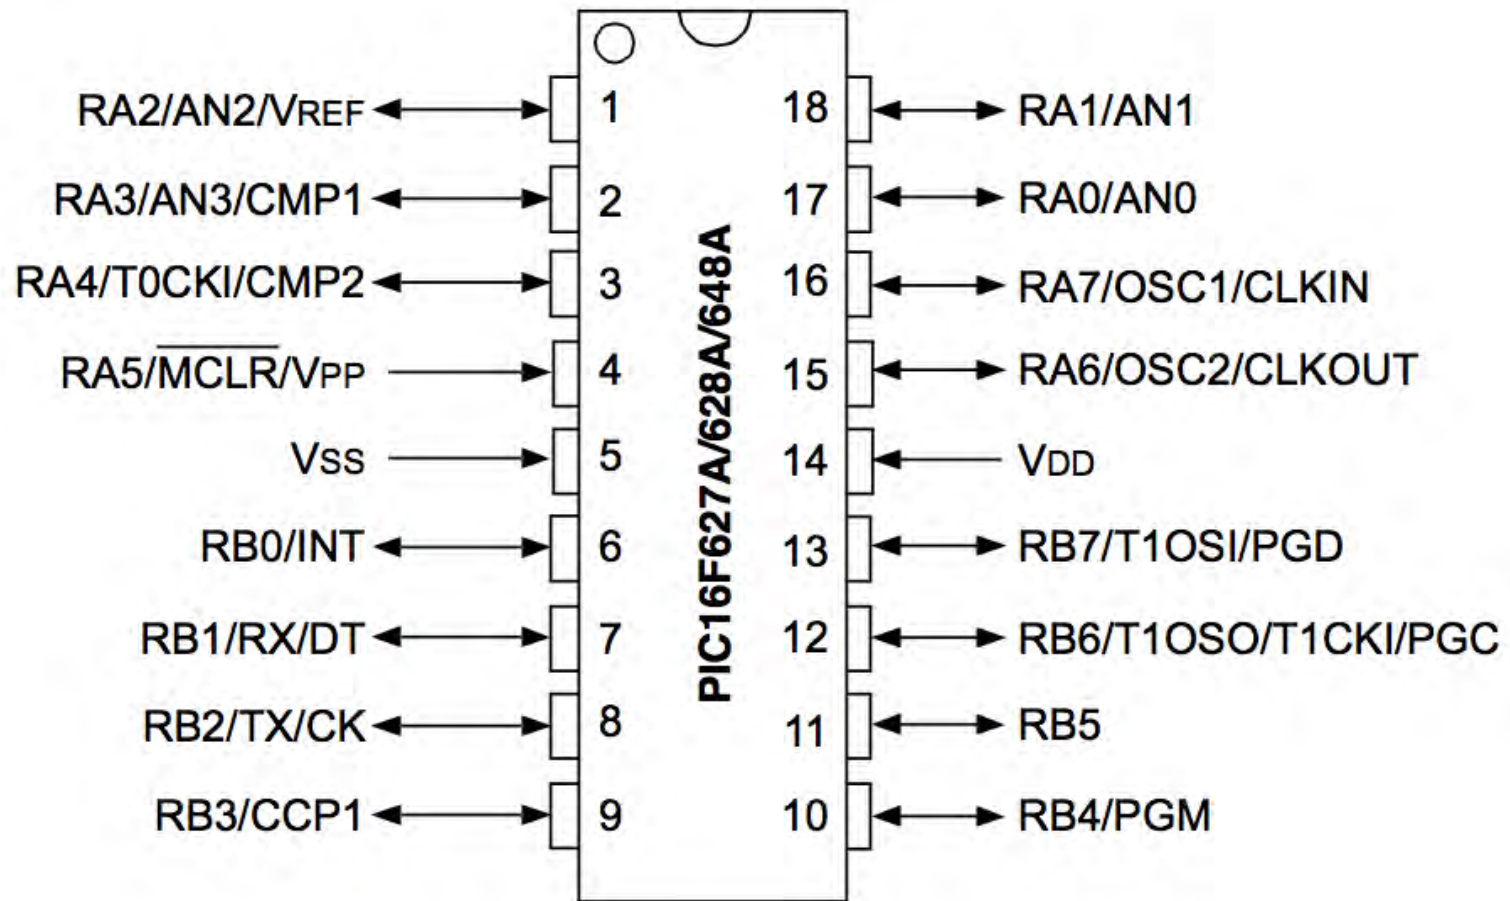 RA2/AN2/VREF 1 18 RA1/AN1
RA3/AN3/CMP1 2 17 RA0/AN0
RA4/T0CKI/CMP2 3 16 RA7/OSC1/CLKIN
RA5/MCLR/VPP 4 15 RA6/OSC2/CLKOUT
VSS 5 14 VDD
RB0/INT 6 13 RB7/T1OSI/PGD
RB1/RX/DT 7 12 RB6/T1OSO/T1CKI/PGC
RB2/TX/CK 8 11 RB5
RB3/CCP1 9 10 RB4/PGM
PIC16F627A/628A/648A